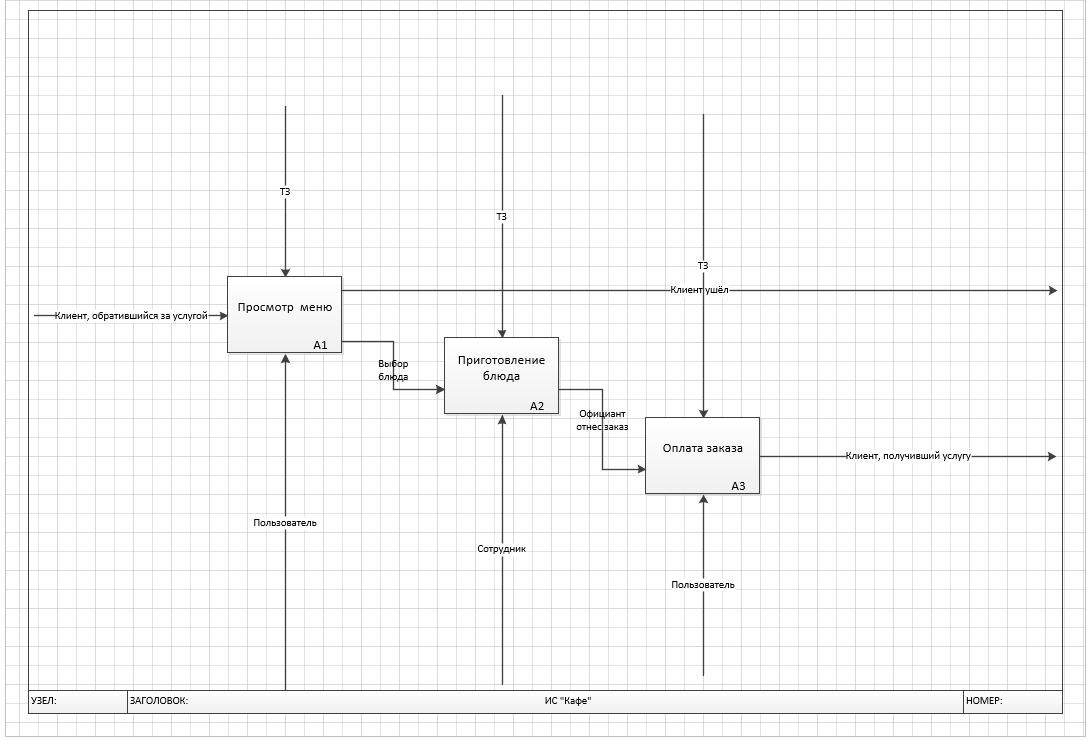 ТЗ
ТЗ
ТЗ
Клиент ушёл
Просмотр меню
A1
Клиент, обратившийся за услугой
Выбор
блюда
Приготовление
блюда
A2
Официант
отнес заказ
Оплата заказа
A3
Клиент, получивший услугу
Пользователь
Сотрудник
Пользователь
УЗЕЛ:
ЗАГОЛОВОК:
ИС "Кафе"
НОМЕР: